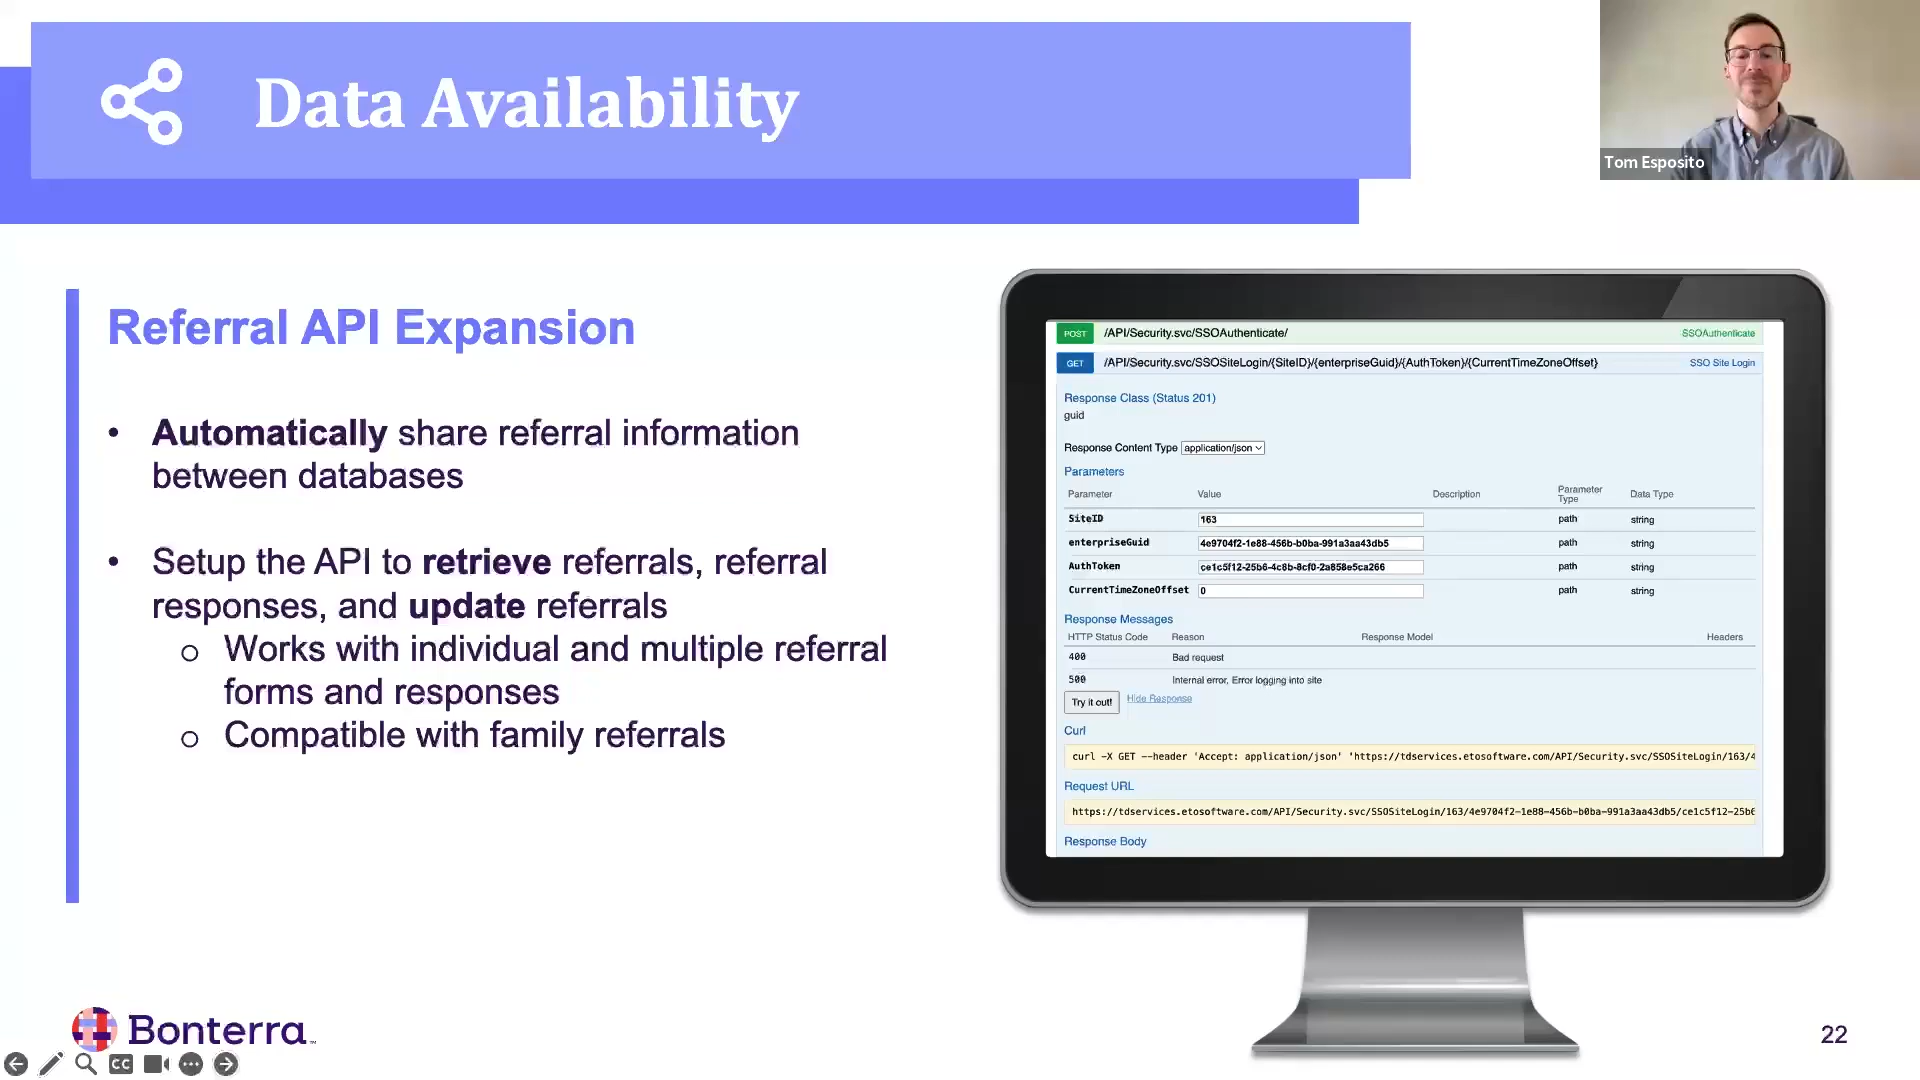 Data Availability
Tom Esposito
Referral API Expansion
• Automatically share referral information
between databases
• Setup the API to retrieve referrals, referral
responses, and update referrals
o Works with individual and multiple referral
forms and responses
o Compatible with family referrals
POST /API/Security.svc/SSOAuthenticate/ SSOAuthenticate
GET /API/Security.svc/SSOSiteLogin/{SiteID}/{enterpriseGuid}/{AuthToken}/{CurrentTimeZoneOffset} SSO Site Login
Response Class (Status 201)
guid
Response Content Type application/json
Parameters
Parameter Value Description Parameter Type Data Type
SiteID 163 path string
enterpriseGuid 4e9704f2-1e88-456b-b0ba-991a3aa43db5 path string
AuthToken ce1c5f12-25b6-4c8b-8cf0-2a858e5ca266 path string
CurrentTimeZoneOffset 0 path string
Response Messages
HTTP Status Code Reason Response Model Headers
400 Bad request
500 Internal error, Error logging into site
Try it out! Hide Response
Curl
curl -X GET --header 'Accept: application/json' 'https://tdservices.etosoftware.com/API/Security.svc/SSOSiteLogin/163/4
Request URL
https://tdservices.etosoftware.com/API/Security.svc/SSOSiteLogin/163/4e9704f2-1e88-456b-b0ba-991a3aa43db5/ce1c5f12-25b6
Response Body
Bonterra™
CC
22